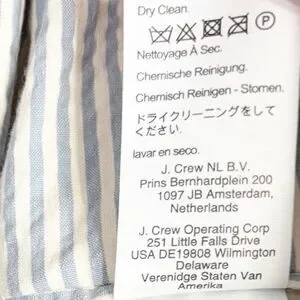 Dry Clean.
P
Nettoyage À Sec.
Chemische Reinigung.
Chemisch Reinigen - Stomen.
ドライクリーニングをして
ください.
lavar en seco.
J. Crew NL B.V.
Prins Bernhardplein 200
1097 JB Amsterdam,
Netherlands
J. Crew Operating Corp
251 Little Falls Drive
USA DE19808 Wilmington
Delaware
Verenidge Staten Van
Amerika